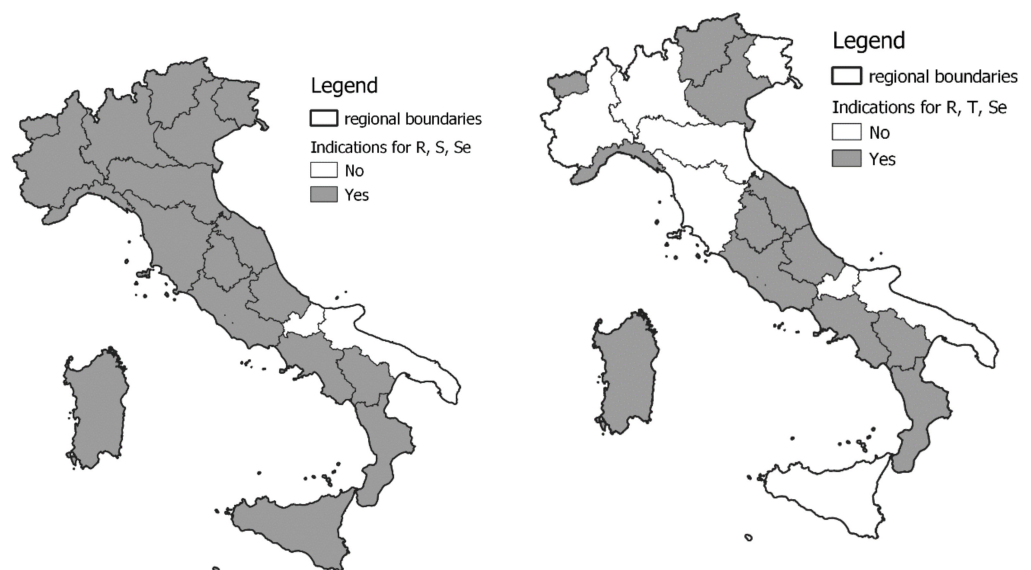 Legend
regional boundaries
Indications for R, S, Se
No
Yes
Legend
regional boundaries
Indications for R, T, Se
No
Yes